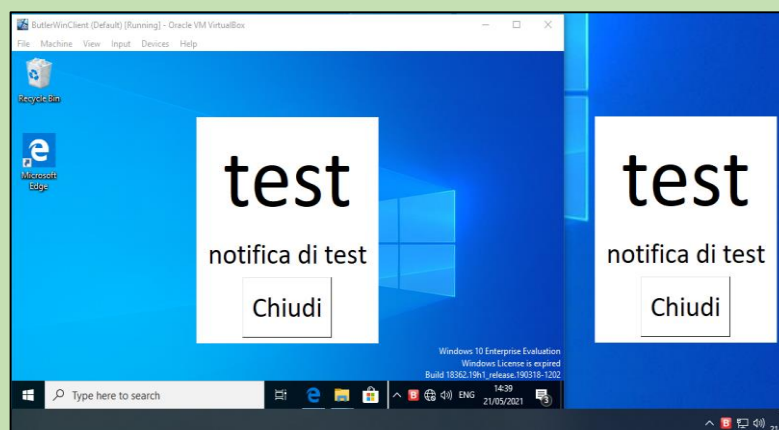 ButlerWinClient (Default) [Running] - Oracle VM VirtualBox
File Machine View Input Devices Help
Recycle Bin
Microsoft Edge
test
notifica di test
Chiudi
test
notifica di test
Chiudi
Windows 10 Enterprise Evaluation
Windows License is expired
Build 18362.19h1_release.190318-1202
Type here to search
ENG
14:39
21/05/2021
3
21